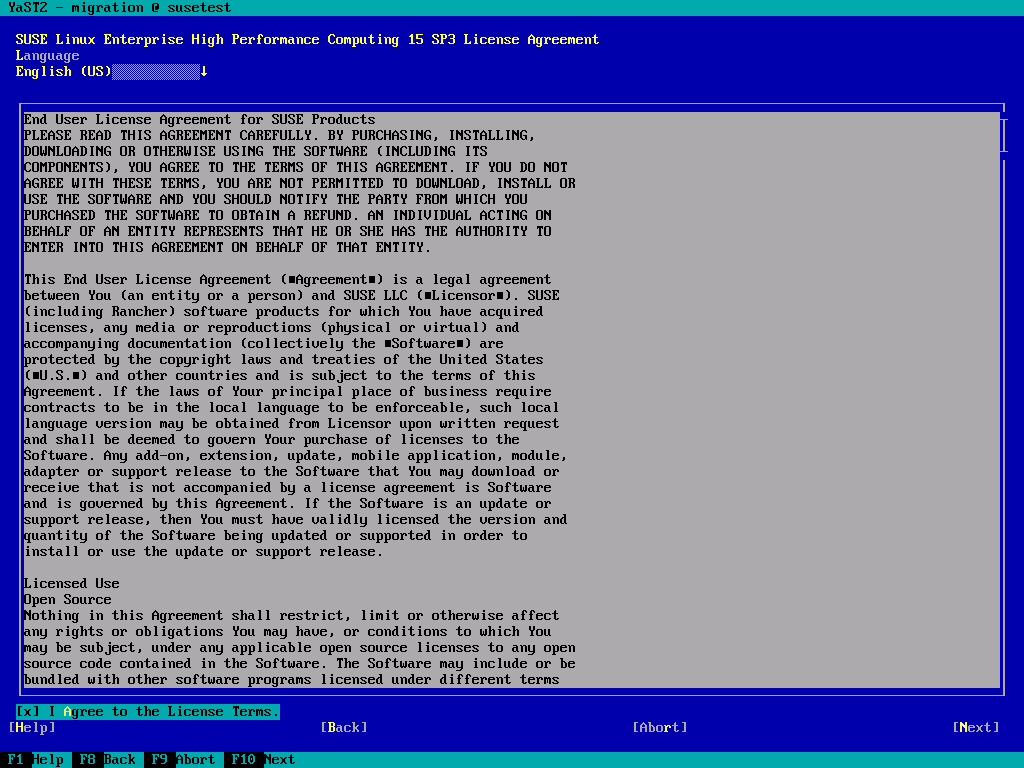 YaST2 - migration @ susetest
SUSE Linux Enterprise High Performance Computing 15 SP3 License Agreement
Language
English (US)↓
End User License Agreement for SUSE Products
PLEASE READ THIS AGREEMENT CAREFULLY. BY PURCHASING, INSTALLING,
DOWNLOADING OR OTHERWISE USING THE SOFTWARE (INCLUDING ITS
COMPONENTS), YOU AGREE TO THE TERMS OF THIS AGREEMENT. IF YOU DO NOT
AGREE WITH THESE TERMS, YOU ARE NOT PERMITTED TO DOWNLOAD, INSTALL OR
USE THE SOFTWARE AND YOU SHOULD NOTIFY THE PARTY FROM WHICH YOU
PURCHASED THE SOFTWARE TO OBTAIN A REFUND. AN INDIVIDUAL ACTING ON
BEHALF OF AN ENTITY REPRESENTS THAT HE OR SHE HAS THE AUTHORITY TO
ENTER INTO THIS AGREEMENT ON BEHALF OF THAT ENTITY.
This End User License Agreement (■Agreement■) is a legal agreement
between You (an entity or a person) and SUSE LLC (■Licensor■). SUSE
(including Rancher) software products for which You have acquired
licenses, any media or reproductions (physical or virtual) and
accompanying documentation (collectively the ■Software■) are
protected by the copyright laws and treaties of the United States
(■U.S.■) and other countries and is subject to the terms of this
Agreement. If the laws of Your principal place of business require
contracts to be in the local language to be enforceable, such local
language version may be obtained from Licensor upon written request
and shall be deemed to govern Your purchase of licenses to the
Software. Any add-on, extension, update, mobile application, module,
adapter or support release to the Software that You may download or
receive that is not accompanied by a license agreement is Software
and is governed by this Agreement. If the Software is an update or
support release, then You must have validly licensed the version and
quantity of the Software being updated or supported in order to
install or use the update or support release.
Licensed Use
Open Source
Nothing in this Agreement shall restrict, limit or otherwise affect
any rights or obligations You may have, or conditions to which You
may be subject, under any applicable open source licenses to any open
source code contained in the Software. The Software may include or be
bundled with other software programs licensed under different terms
[x] I Agree to the License Terms.
[Help] [Back] [Abort] [Next]
F1 Help F8 Back F9 Abort F10 Next